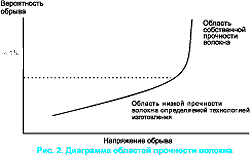 Вероятность
обрыва
Область
собственной
прочности
волокна
Область низкой прочности
волокна определяемой технологией
изготовления
Напряжение обрыва
Рис. 2. Диаграмма областей прочности волокна